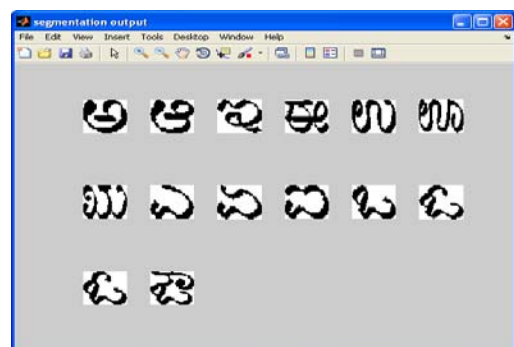 segmentation output
File Edit View Insert Tools Desktop Window Help
ಅ ಆ ಇ ಈ ಉ ಊ
ಋ ಎ ಏ ಐ ಒ ಓ